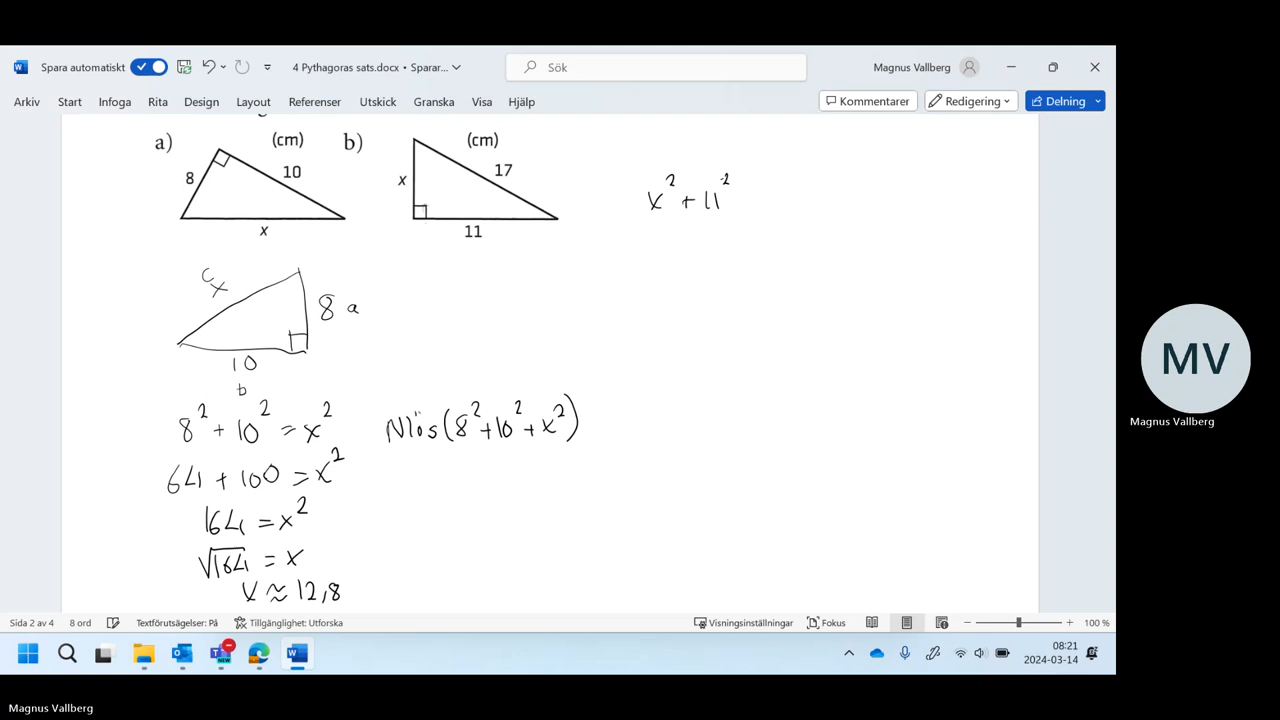 Spara automatiskt
4 Pythagoras sats.docx • Sparar...
Sök
Magnus Vallberg
Arkiv Start Infoga Rita Design Layout Referenser Utskick Granska Visa Hjälp
Kommentarer Redigering Delning
a) (cm) b) (cm)
8 10 x 17
x 11
x² + 11²
c
x
8 a
10
b
8² + 10² = x² Nlös(8² + 10² + x²)
64 + 100 = x²
164 = x²
√164 = x
x ≈ 12,8
MV
Magnus Vallberg
Sida 2 av 4 8 ord Textförutsägelser: På Tillgänglighet: Utforska Visningsinställningar Fokus 100 %
NEW
08:21
2024-03-14
Magnus Vallberg